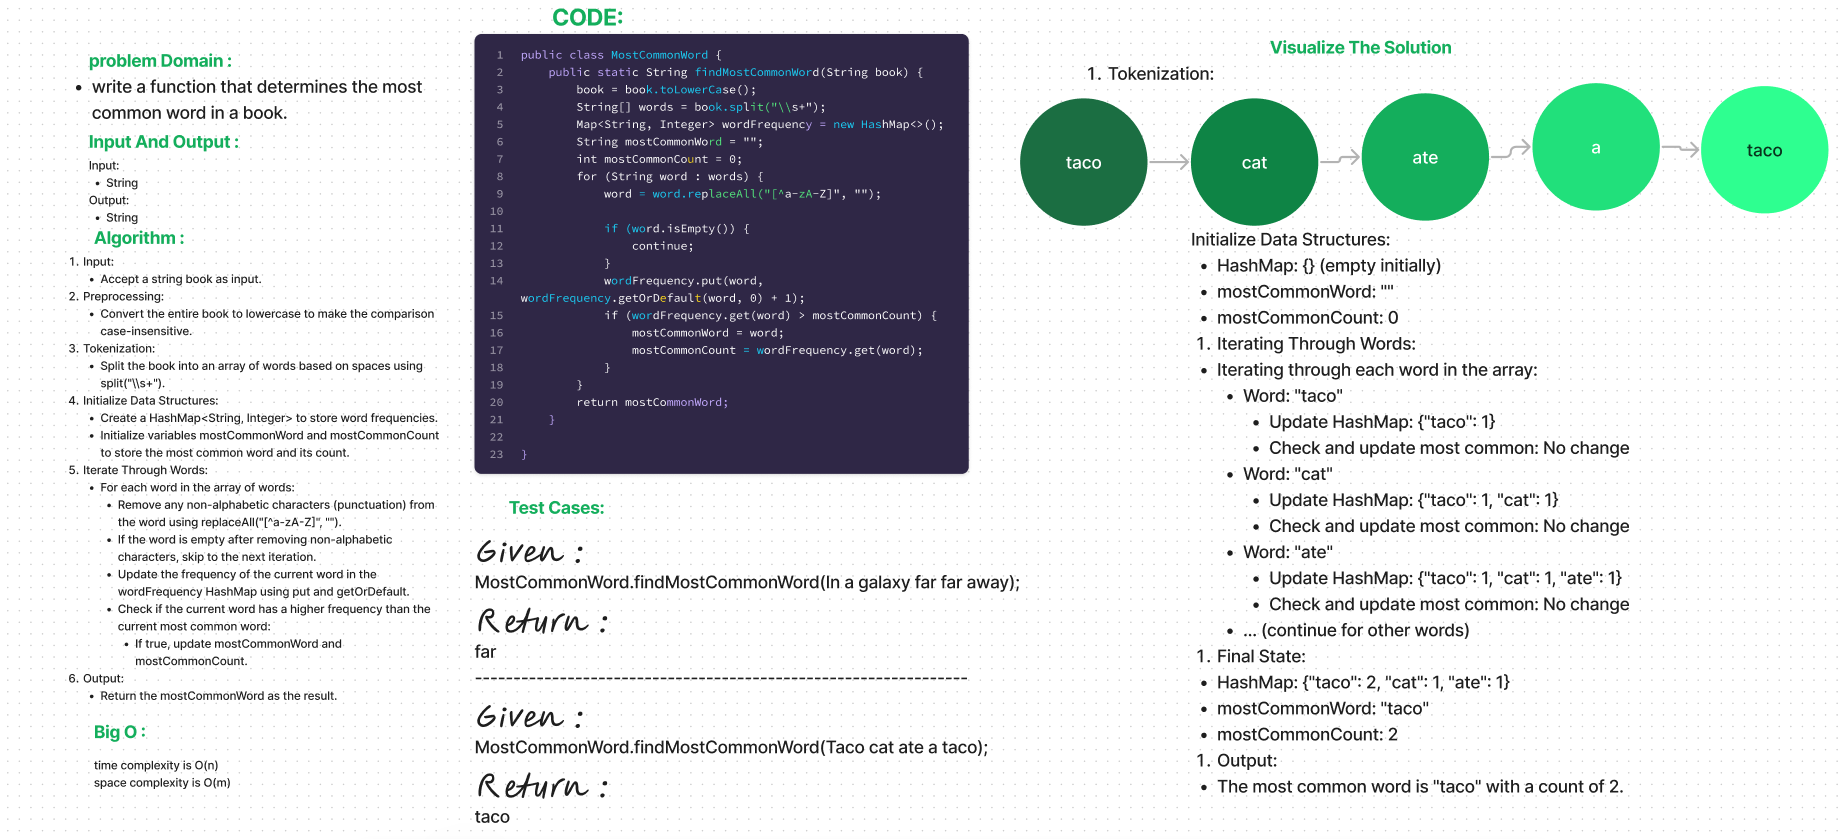 problem Domain :
• write a function that determines the most
common word in a book.
Input And Output :
Input:
• String
Output:
• String
Algorithm :
1. Input:
• Accept a string book as input.
2. Preprocessing:
• Convert the entire book to lowercase to make the comparison
case-insensitive.
3. Tokenization:
• Split the book into an array of words based on spaces using
split("\\s+").
4. Initialize Data Structures:
• Create a HashMap<String, Integer> to store word frequencies.
• Initialize variables mostCommonWord and mostCommonCount
to store the most common word and its count.
5. Iterate Through Words:
• For each word in the array of words:
• Remove any non-alphabetic characters (punctuation) from
the word using replaceAll("[^a-zA-Z]", "").
• If the word is empty after removing non-alphabetic
characters, skip to the next iteration.
• Update the frequency of the current word in the
wordFrequency HashMap using put and getOrDefault.
• Check if the current word has a higher frequency than the
current most common word:
• If true, update mostCommonWord and
mostCommonCount.
6. Output:
• Return the mostCommonWord as the result.
Big O :
time complexity is O(n)
space complexity is O(m)
CODE:
1 public class MostCommonWord {
2 public static String findMostCommonWord(String book) {
3 book = book.toLowerCase();
4 String[] words = book.split("\\s+");
5 Map<String, Integer> wordFrequency = new HashMap<>();
6 String mostCommonWord = "";
7 int mostCommonCount = 0;
8 for (String word : words) {
9 word = word.replaceAll("[^a-zA-Z]", "");
10
11 if (word.isEmpty()) {
12 continue;
13 }
14 wordFrequency.put(word,
wordFrequency.getOrDefault(word, 0) + 1);
15 if (wordFrequency.get(word) > mostCommonCount) {
16 mostCommonWord = word;
17 mostCommonCount = wordFrequency.get(word);
18 }
19 }
20 return mostCommonWord;
21 }
22
23 }
Test Cases:
Given :
MostCommonWord.findMostCommonWord(In a galaxy far far away);
Return :
far
----------------------------------------------------------------
Given :
MostCommonWord.findMostCommonWord(Taco cat ate a taco);
Return :
taco
Visualize The Solution
1. Tokenization:
taco
cat
ate
a
taco
Initialize Data Structures:
• HashMap: {} (empty initially)
• mostCommonWord: ""
• mostCommonCount: 0
1. Iterating Through Words:
• Iterating through each word in the array:
• Word: "taco"
• Update HashMap: {"taco": 1}
• Check and update most common: No change
• Word: "cat"
• Update HashMap: {"taco": 1, "cat": 1}
• Check and update most common: No change
• Word: "ate"
• Update HashMap: {"taco": 1, "cat": 1, "ate": 1}
• Check and update most common: No change
• ... (continue for other words)
1. Final State:
• HashMap: {"taco": 2, "cat": 1, "ate": 1}
• mostCommonWord: "taco"
• mostCommonCount: 2
1. Output:
• The most common word is "taco" with a count of 2.